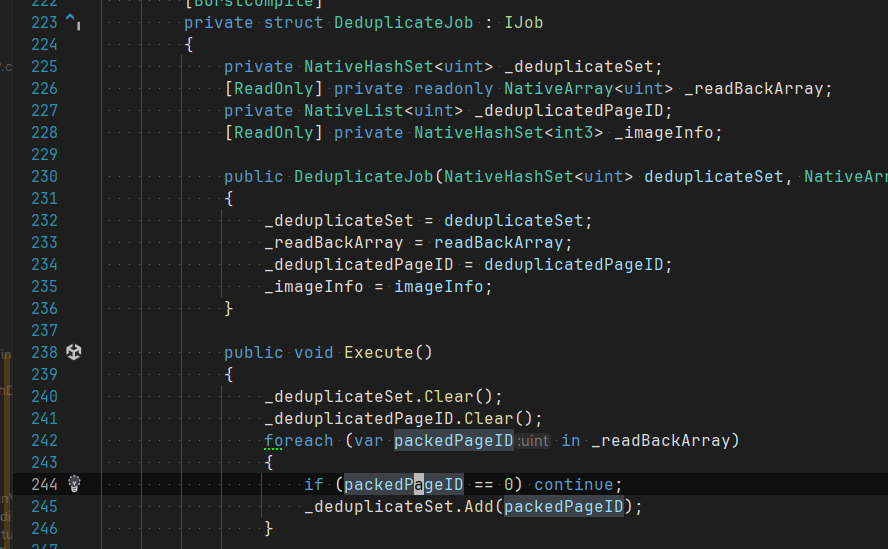 222 [BurstCompile]
223 private struct DeduplicateJob : IJob
224 {
225 private NativeHashSet<uint> _deduplicateSet;
226 [ReadOnly] private readonly NativeArray<uint> _readBackArray;
227 private NativeList<uint> _deduplicatedPageID;
228 [ReadOnly] private NativeHashSet<int3> _imageInfo;
229
230 public DeduplicateJob(NativeHashSet<uint> deduplicateSet, NativeArr
231 {
232 _deduplicateSet = deduplicateSet;
233 _readBackArray = readBackArray;
234 _deduplicatedPageID = deduplicatedPageID;
235 _imageInfo = imageInfo;
236 }
237
238 public void Execute()
239 {
240 _deduplicateSet.Clear();
241 _deduplicatedPageID.Clear();
242 foreach (var packedPageID :uint in _readBackArray)
243 {
244 if (packedPageID == 0) continue;
245 _deduplicateSet.Add(packedPageID);
246 }